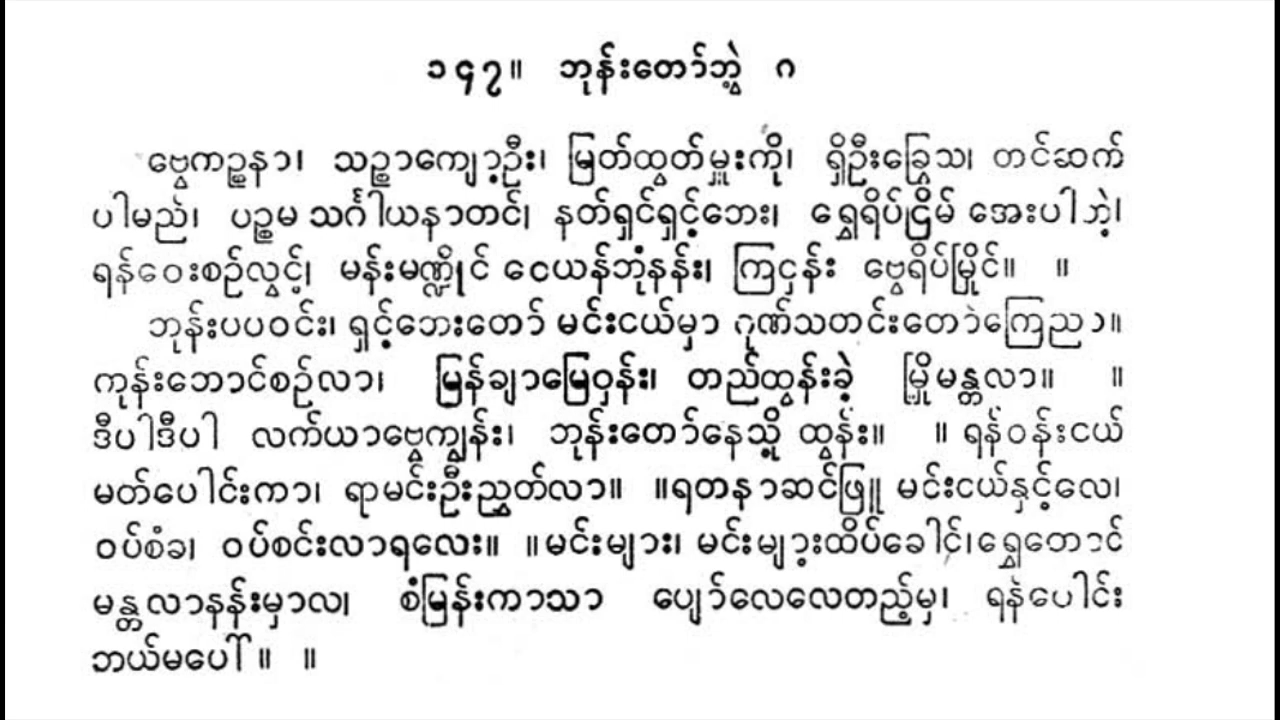 ၁၄၇။ ဘုန်းတော်ဘွဲ့ ဂ
ဗွေကဉ္စနာ၊ သဉ္ဇာကျော့ဦး၊ မြတ်ထွတ်မှူးကို၊ ရှိဦးခြွေသ၊ တင်ဆက်
ပါမည်၊ ပဉ္စမ သင်္ဂါယနာတင်၊ နတ်ရှင်ရှင့်ဘေး၊ ရွှေရိပ်ငြိမ် အေးပါဘဲ့၊
ရန်ဝေးစဉ်လွင့်၊ မန်းမဏ္ဍိုင် ငွေယန်ဘုံနန်း၊ ကြငှန်း ဗွေရိပ်မြိုင်။ ။
ဘုန်းပပဝင်း၊ ရှင့်ဘေးတော် မင်းငယ်မှာ ဂုဏ်သတင်းတော်ကြေညာ။
ကုန်းဘောင်စဉ်လာ၊ မြန်ချာမြေဝှန်း၊ တည်ထွန်းခဲ့ မြို့မန္တလာ။ ။
ဒီပါဒီပါ လက်ယာဗွေကျွန်း၊ ဘုန်းတော်နေသို့ ထွန်း။ ။ ရန်ဝန်းငယ်
မတ်ပေါင်းကာ၊ ရာမင်းဦးညွှတ်လာ။ ။ရတနာဆင်ဖြူ မင်းငယ်နှင့်လေ၊
ဝပ်စံခ၊ ဝပ်စင်းလာရလေး။ ။မင်းများ၊ မင်းများ့ထိပ်ခေါင်၊ရွှေတောင်
မန္တလာနန်းမှာလ၊ စံမြန်းကာသာ ပျော်လေလေတည့်မှ၊ ရန်ပေါင်း
ဘယ်မပေါ်။ ။